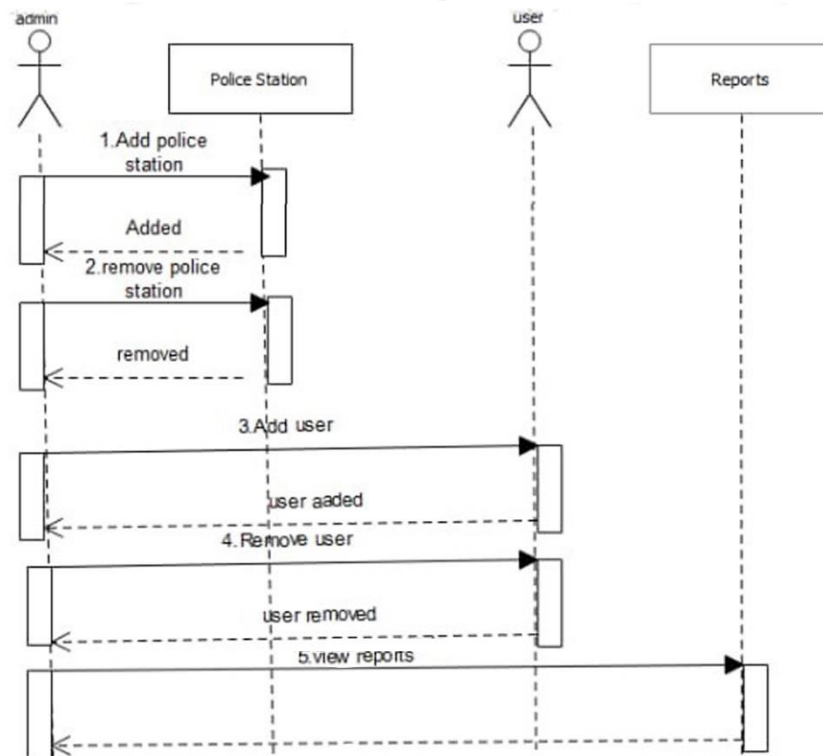 admin
user
Police Station
Reports
1.Add police
station
Added
2.remove police
station
removed
3.Add user
user aaded
4.Remove user
user removed
5.view reports